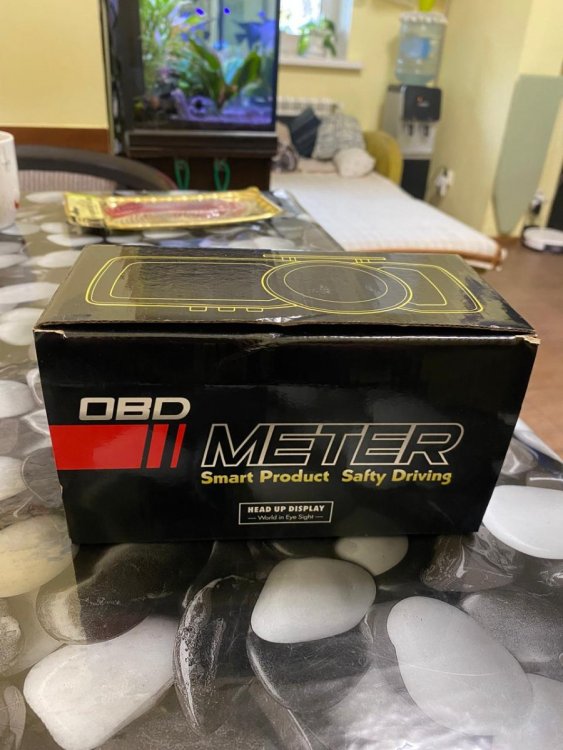 OBD
METER
Smart Product Safty Driving
HEAD UP DISPLAY
— World in Eye Sight —